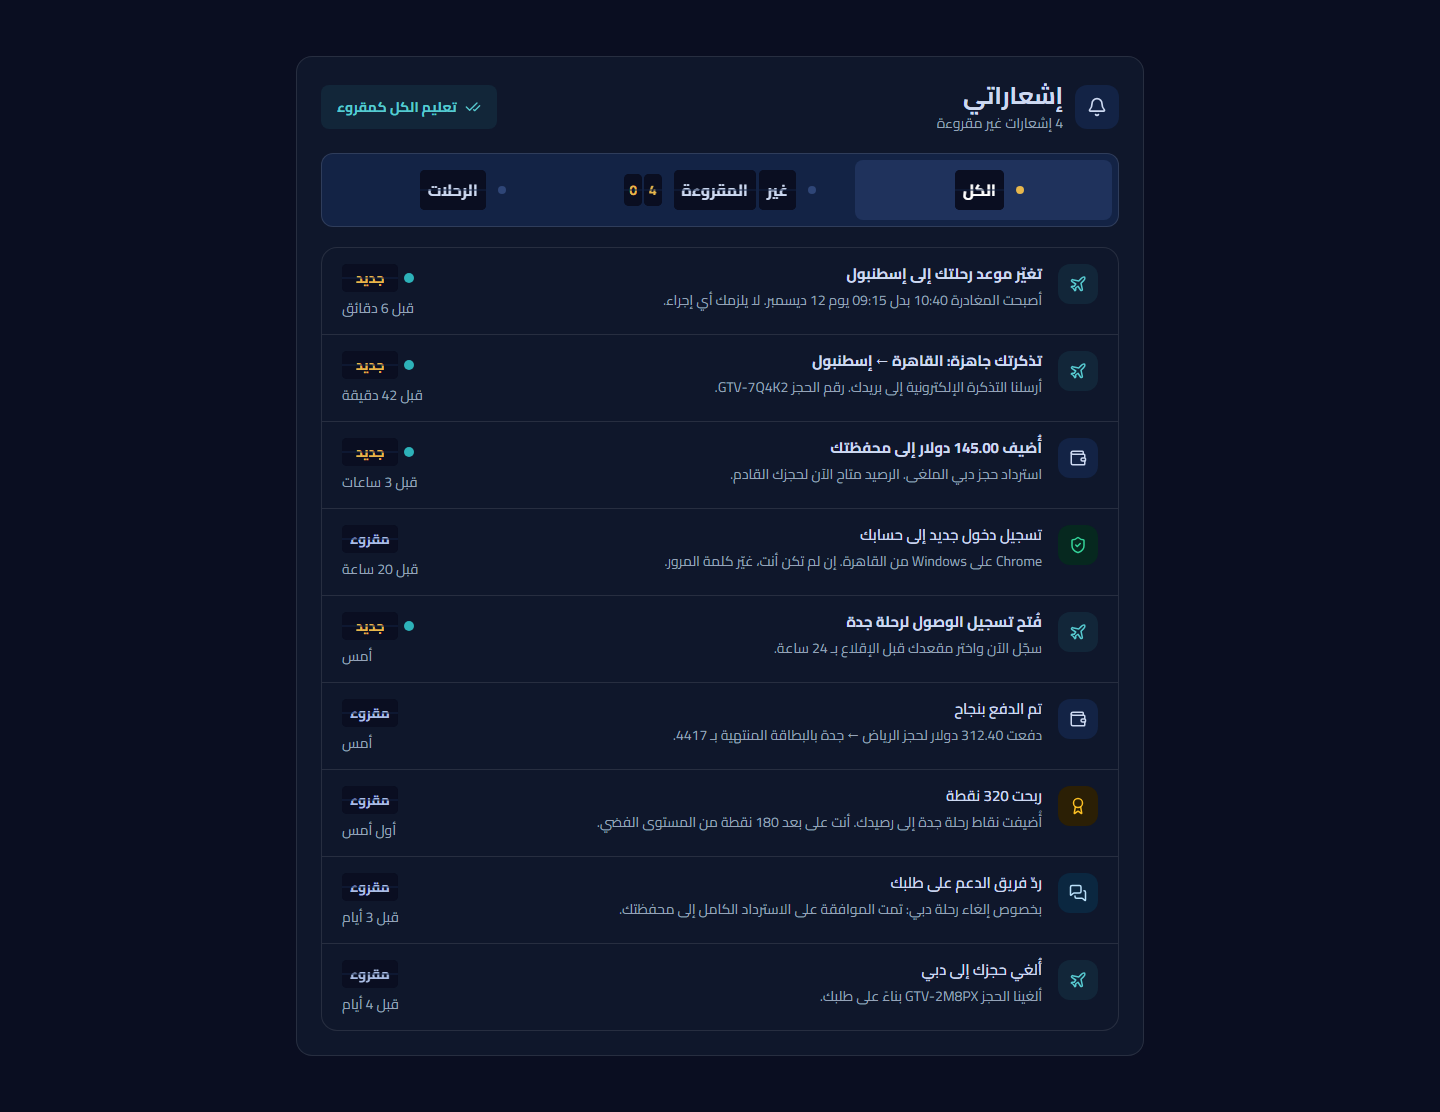 إشعاراتي
4 إشعارات غير مقروءة
تعليم الكل كمقروء
الكل
غير المقروءة 4 0
الرحلات
تغيّر موعد رحلتك إلى إسطنبول
أصبحت المغادرة 10:40 بدل 09:15 يوم 12 ديسمبر. لا يلزمك أي إجراء.
جديد
قبل 6 دقائق
تذكرتك جاهزة: القاهرة ← إسطنبول
أرسلنا التذكرة الإلكترونية إلى بريدك. رقم الحجز GTV-7Q4K2.
جديد
قبل 42 دقيقة
أُضيف 145.00 دولار إلى محفظتك
استرداد حجز دبي الملغى. الرصيد متاح الآن لحجزك القادم.
جديد
قبل 3 ساعات
تسجيل دخول جديد إلى حسابك
Chrome على Windows من القاهرة. إن لم تكن أنت، غيّر كلمة المرور.
مقروء
قبل 20 ساعة
فُتح تسجيل الوصول لرحلة جدة
سجّل الآن واختر مقعدك قبل الإقلاع بـ 24 ساعة.
جديد
أمس
تم الدفع بنجاح
دفعت 312.40 دولار لحجز الرياض ← جدة بالبطاقة المنتهية بـ 4417.
مقروء
أمس
ربحت 320 نقطة
أُضيفت نقاط رحلة جدة إلى رصيدك. أنت على بعد 180 نقطة من المستوى الفضي.
مقروء
أول أمس
ردّ فريق الدعم على طلبك
بخصوص إلغاء رحلة دبي: تمت الموافقة على الاسترداد الكامل إلى محفظتك.
مقروء
قبل 3 أيام
أُلغي حجزك إلى دبي
ألغينا الحجز GTV-2M8PX بناءً على طلبك.
مقروء
قبل 4 أيام